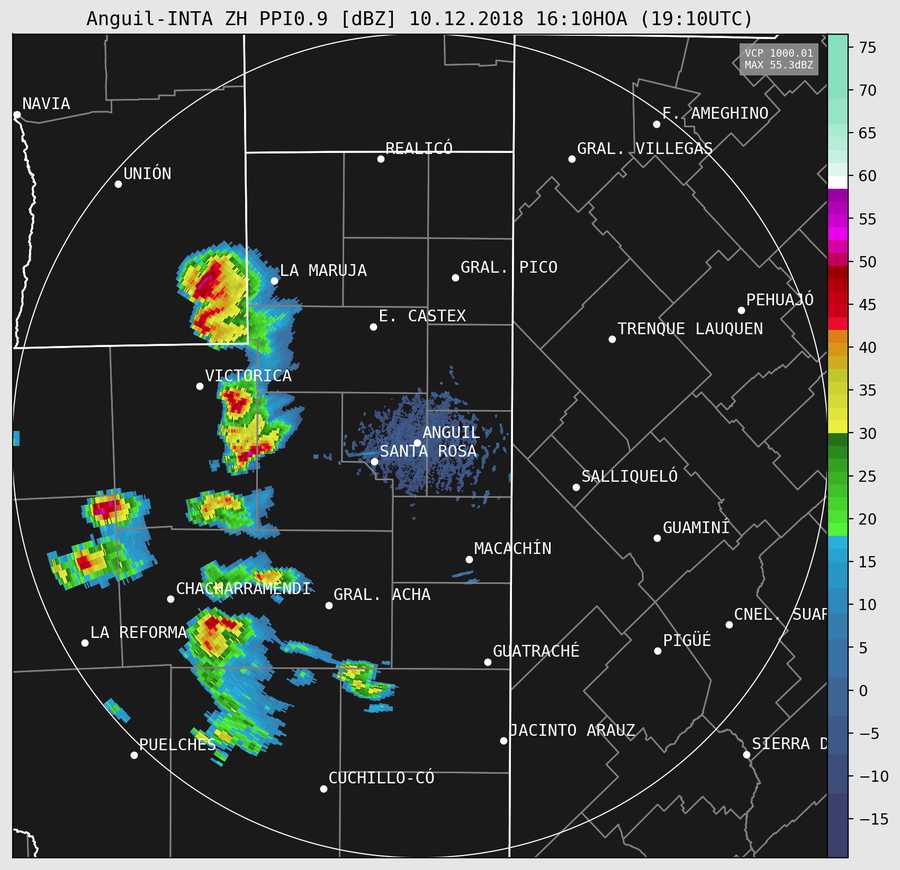 Anguil-INTA ZH PPI0.9 [dBZ] 10.12.2018 16:10HOA (19:10UTC)
VCP 1000.01
MAX 55.3dBZ
NAVIA
F. AMEGHINO
REALICÓ
GRAL. VILLEGAS
UNIÓN
LA MARUJA
GRAL. PICO
PEHUAJÓ
E. CASTEX
TRENQUE LAUQUEN
VICTORICA
ANGUIL
SANTA ROSA
SALLIQUELÓ
GUAMINÍ
MACACHÍN
CHACHARRAMENDI
GRAL. ACHA
CNEL. SUAR
LA REFORMA
PIGÜÉ
GUATRACHÉ
JACINTO ARAUZ
PUELCHES
SIERRA D
CUCHILLO-CÓ
75
70
65
60
55
50
45
40
35
30
25
20
15
10
5
0
−5
−10
−15